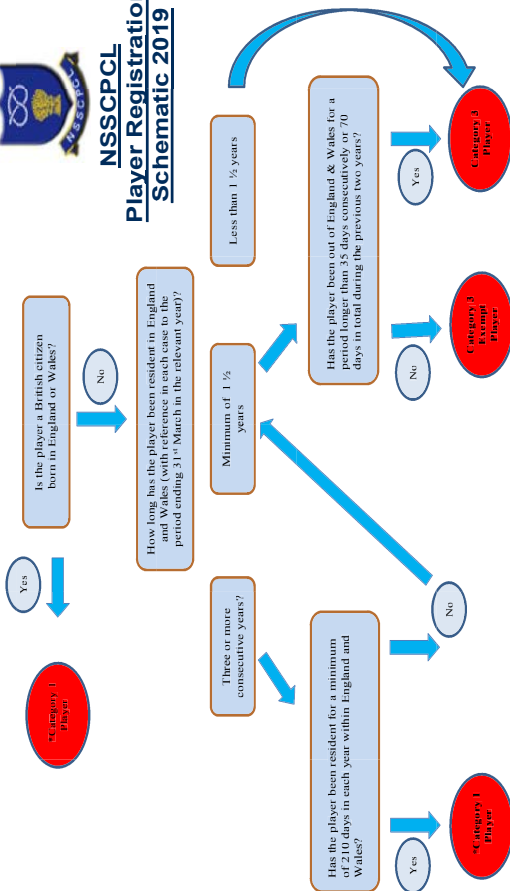 NSSCPCL
NSSCPCL
Player Registratio
Schematic 2019
Is the player a British citizen
born in England or Wales?
Yes
No
*Category 1
Player
How long has the player been resident in England
and Wales (with reference in each case to the
period ending 31st March in the relevant year)?
Three or more
consecutive years?
Minimum of 1 ½
years
Less than 1 ½ years
Has the player been resident for a minimum
of 210 days in each year within England and
Wales?
Has the player been out of England & Wales for a
period longer than 35 days consecutively or 70
days in total during the previous two years?
Yes
No
No
Yes
*Category 1
Player
Category 3
Exempt
Player
Category 3
Player